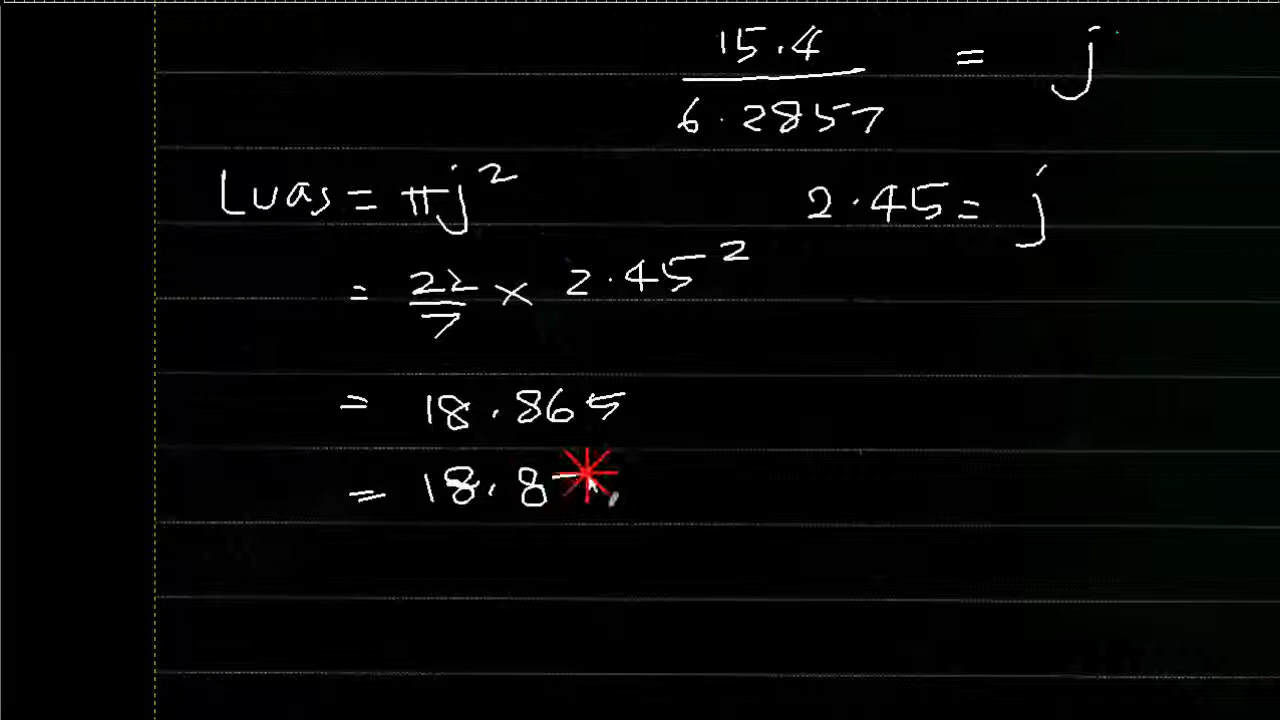 15.4
6.2857 = j
Luas = πj²
2.45 = j
= 22/7 × 2.45²
= 18.865
= 18.8